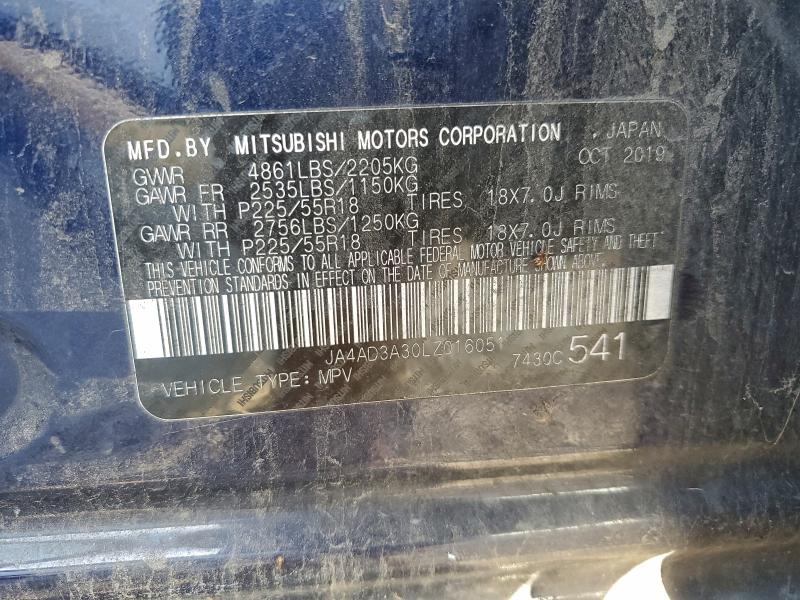 MFD.BY MITSUBISHI MOTORS CORPORATION , JAPAN
GVWR 4861LBS/2205KG OCT 2019
GAWR FR 2535LBS/1150KG
WITH P225/55R18 TIRES, 18X7.0J RIMS
GAWR RR 2756LBS/1250KG
WITH P225/55R18 TIRES, 18X7.0J RIMS
THIS VEHICLE CONFORMS TO ALL APPLICABLE FEDERAL MOTOR VEHICLE SAFETY AND THEFT
PREVENTION STANDARDS IN EFFECT ON THE DATE OF MANUFACTURE SHOWN ABOVE.
JA4AD3A30LZ016051
VEHICLE TYPE: MPV 7430C 541